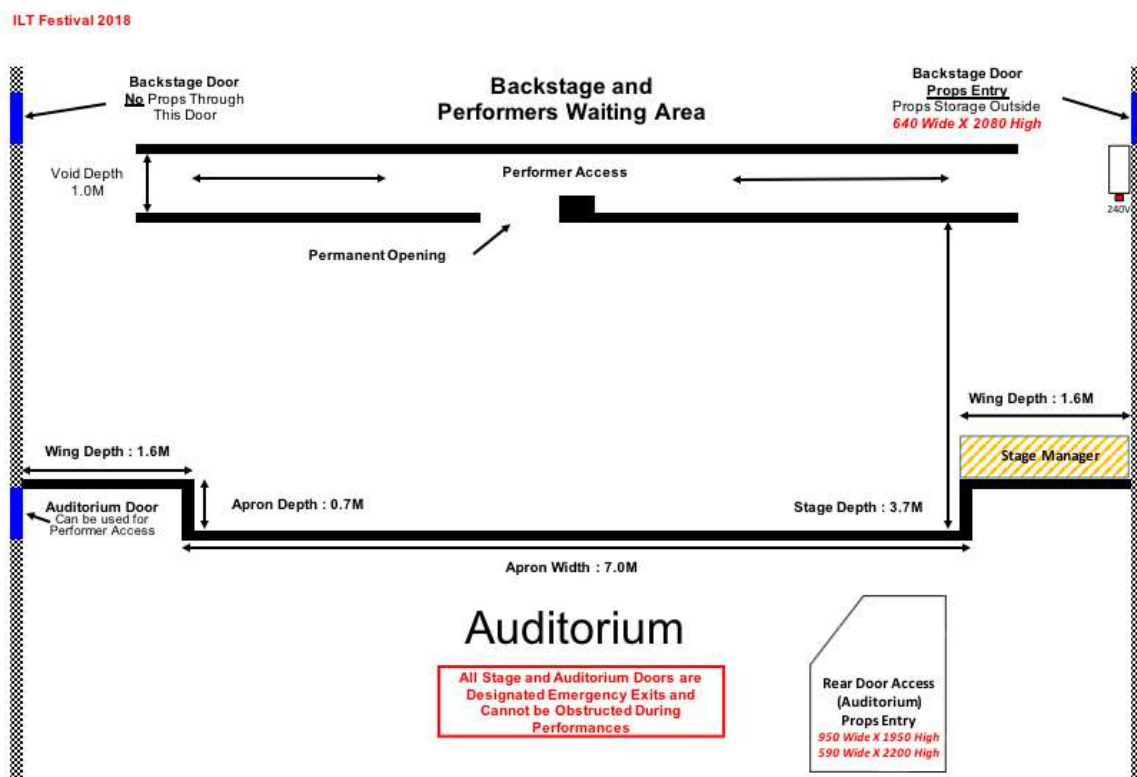 ILT Festival 2018
Backstage Door
No Props Through
This Door
Backstage and
Performers Waiting Area
Backstage Door
Props Entry
Props Storage Outside
640 Wide X 2080 High
Void Depth
1.0M
Performer Access
240V
Permanent Opening
Wing Depth : 1.6M
Stage Manager
Wing Depth : 1.6M
Auditorium Door
Can be used for
Performer Access
Apron Depth : 0.7M
Stage Depth : 3.7M
Apron Width : 7.0M
Auditorium
All Stage and Auditorium Doors are
Designated Emergency Exits and
Cannot be Obstructed During
Performances
Rear Door Access
(Auditorium)
Props Entry
950 Wide X 1950 High
590 Wide X 2200 High